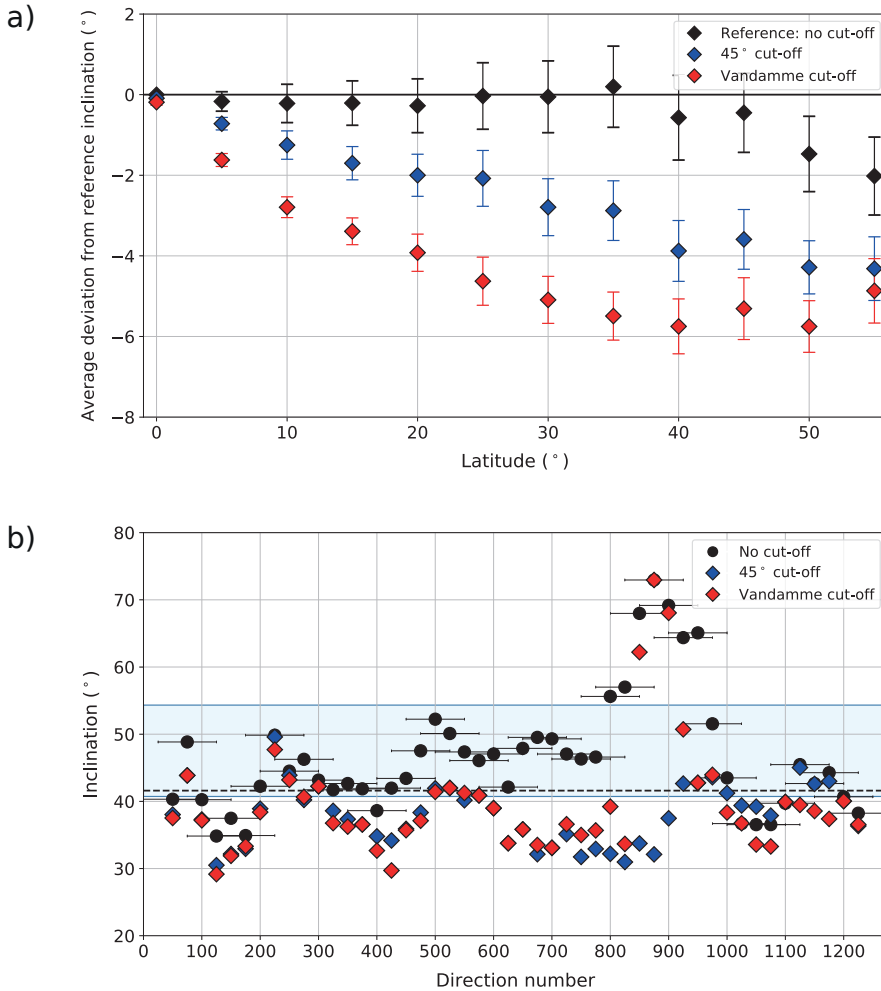 a)
2
0
−2
−4
−6
−8
Average deviation from reference inclination (°)
Reference: no cut-off
45° cut-off
Vandamme cut-off
0 10 20 30 40 50
Latitude (°)
b)
80
70
60
50
40
30
20
Inclination (°)
No cut-off
45° cut-off
Vandamme cut-off
0 100 200 300 400 500 600 700 800 900 1000 1100 1200
Direction number